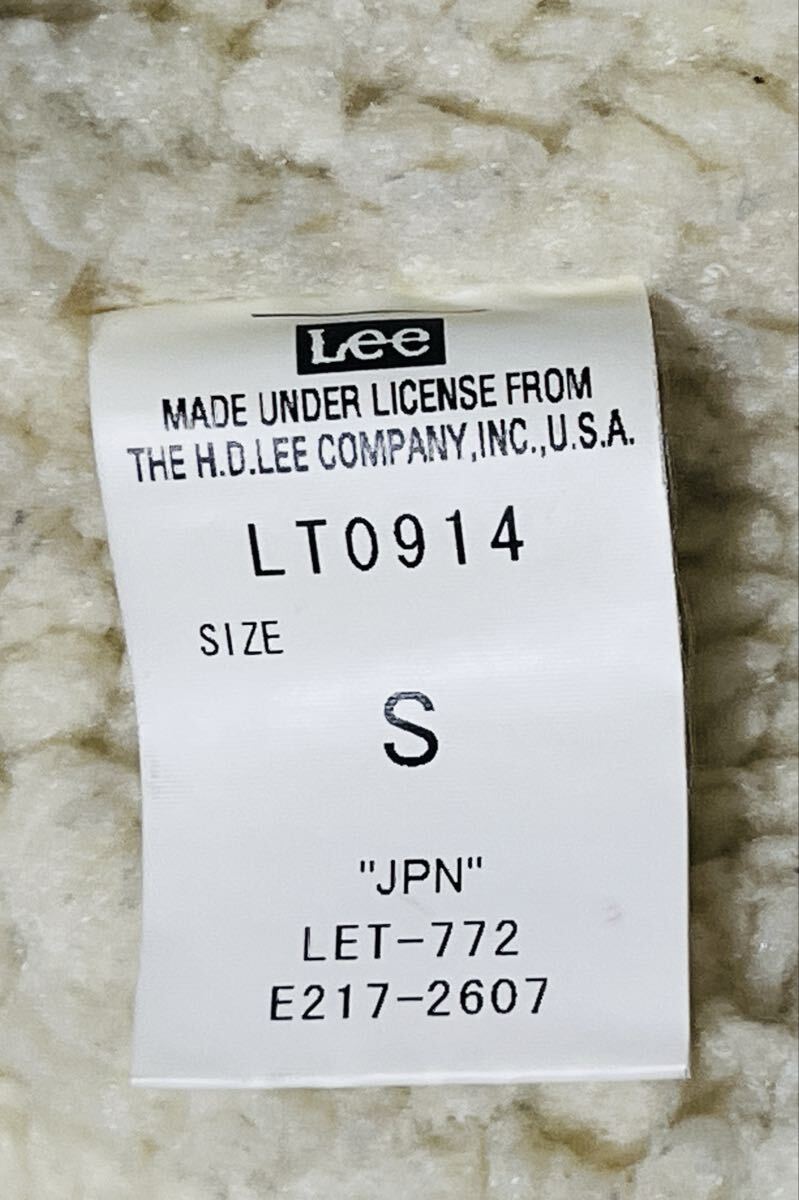 Lee
MADE UNDER LICENSE FROM
THE H.D.LEE COMPANY,INC.,U.S.A.
LT0914
SIZE
S
"JPN"
LET-772
E217-2607